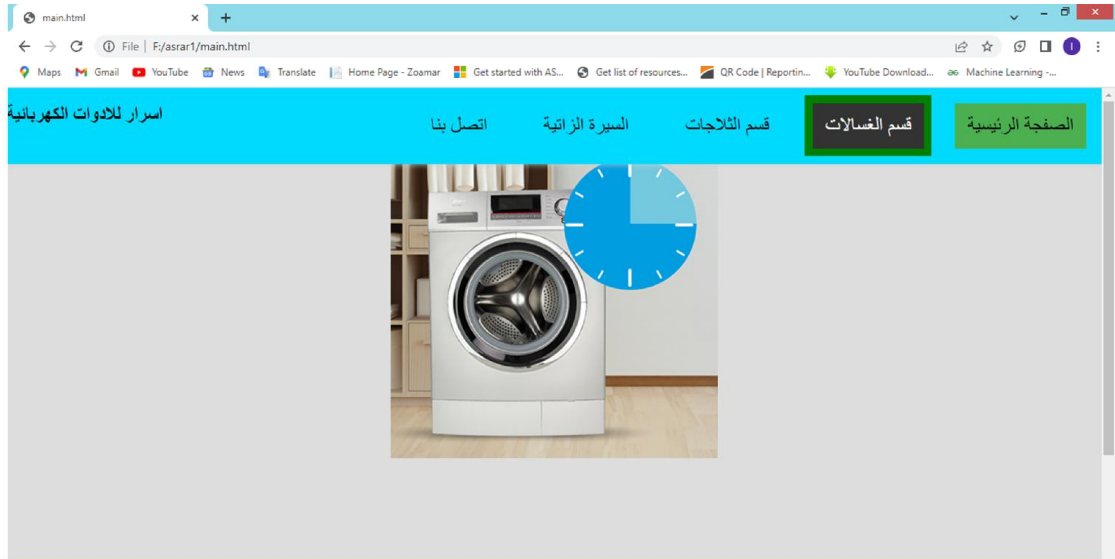 main.html
File | F:/asrar1/main.html
Maps Gmail YouTube News Translate Home Page - Zoamar Get started with AS... Get list of resources... QR Code | Reportin... YouTube Download... Machine Learning -...
الصفجة الرئيسية قسم الغسالات قسم الثلاجات السيرة الزاتية اتصل بنا اسرار للادوات الكهربائية